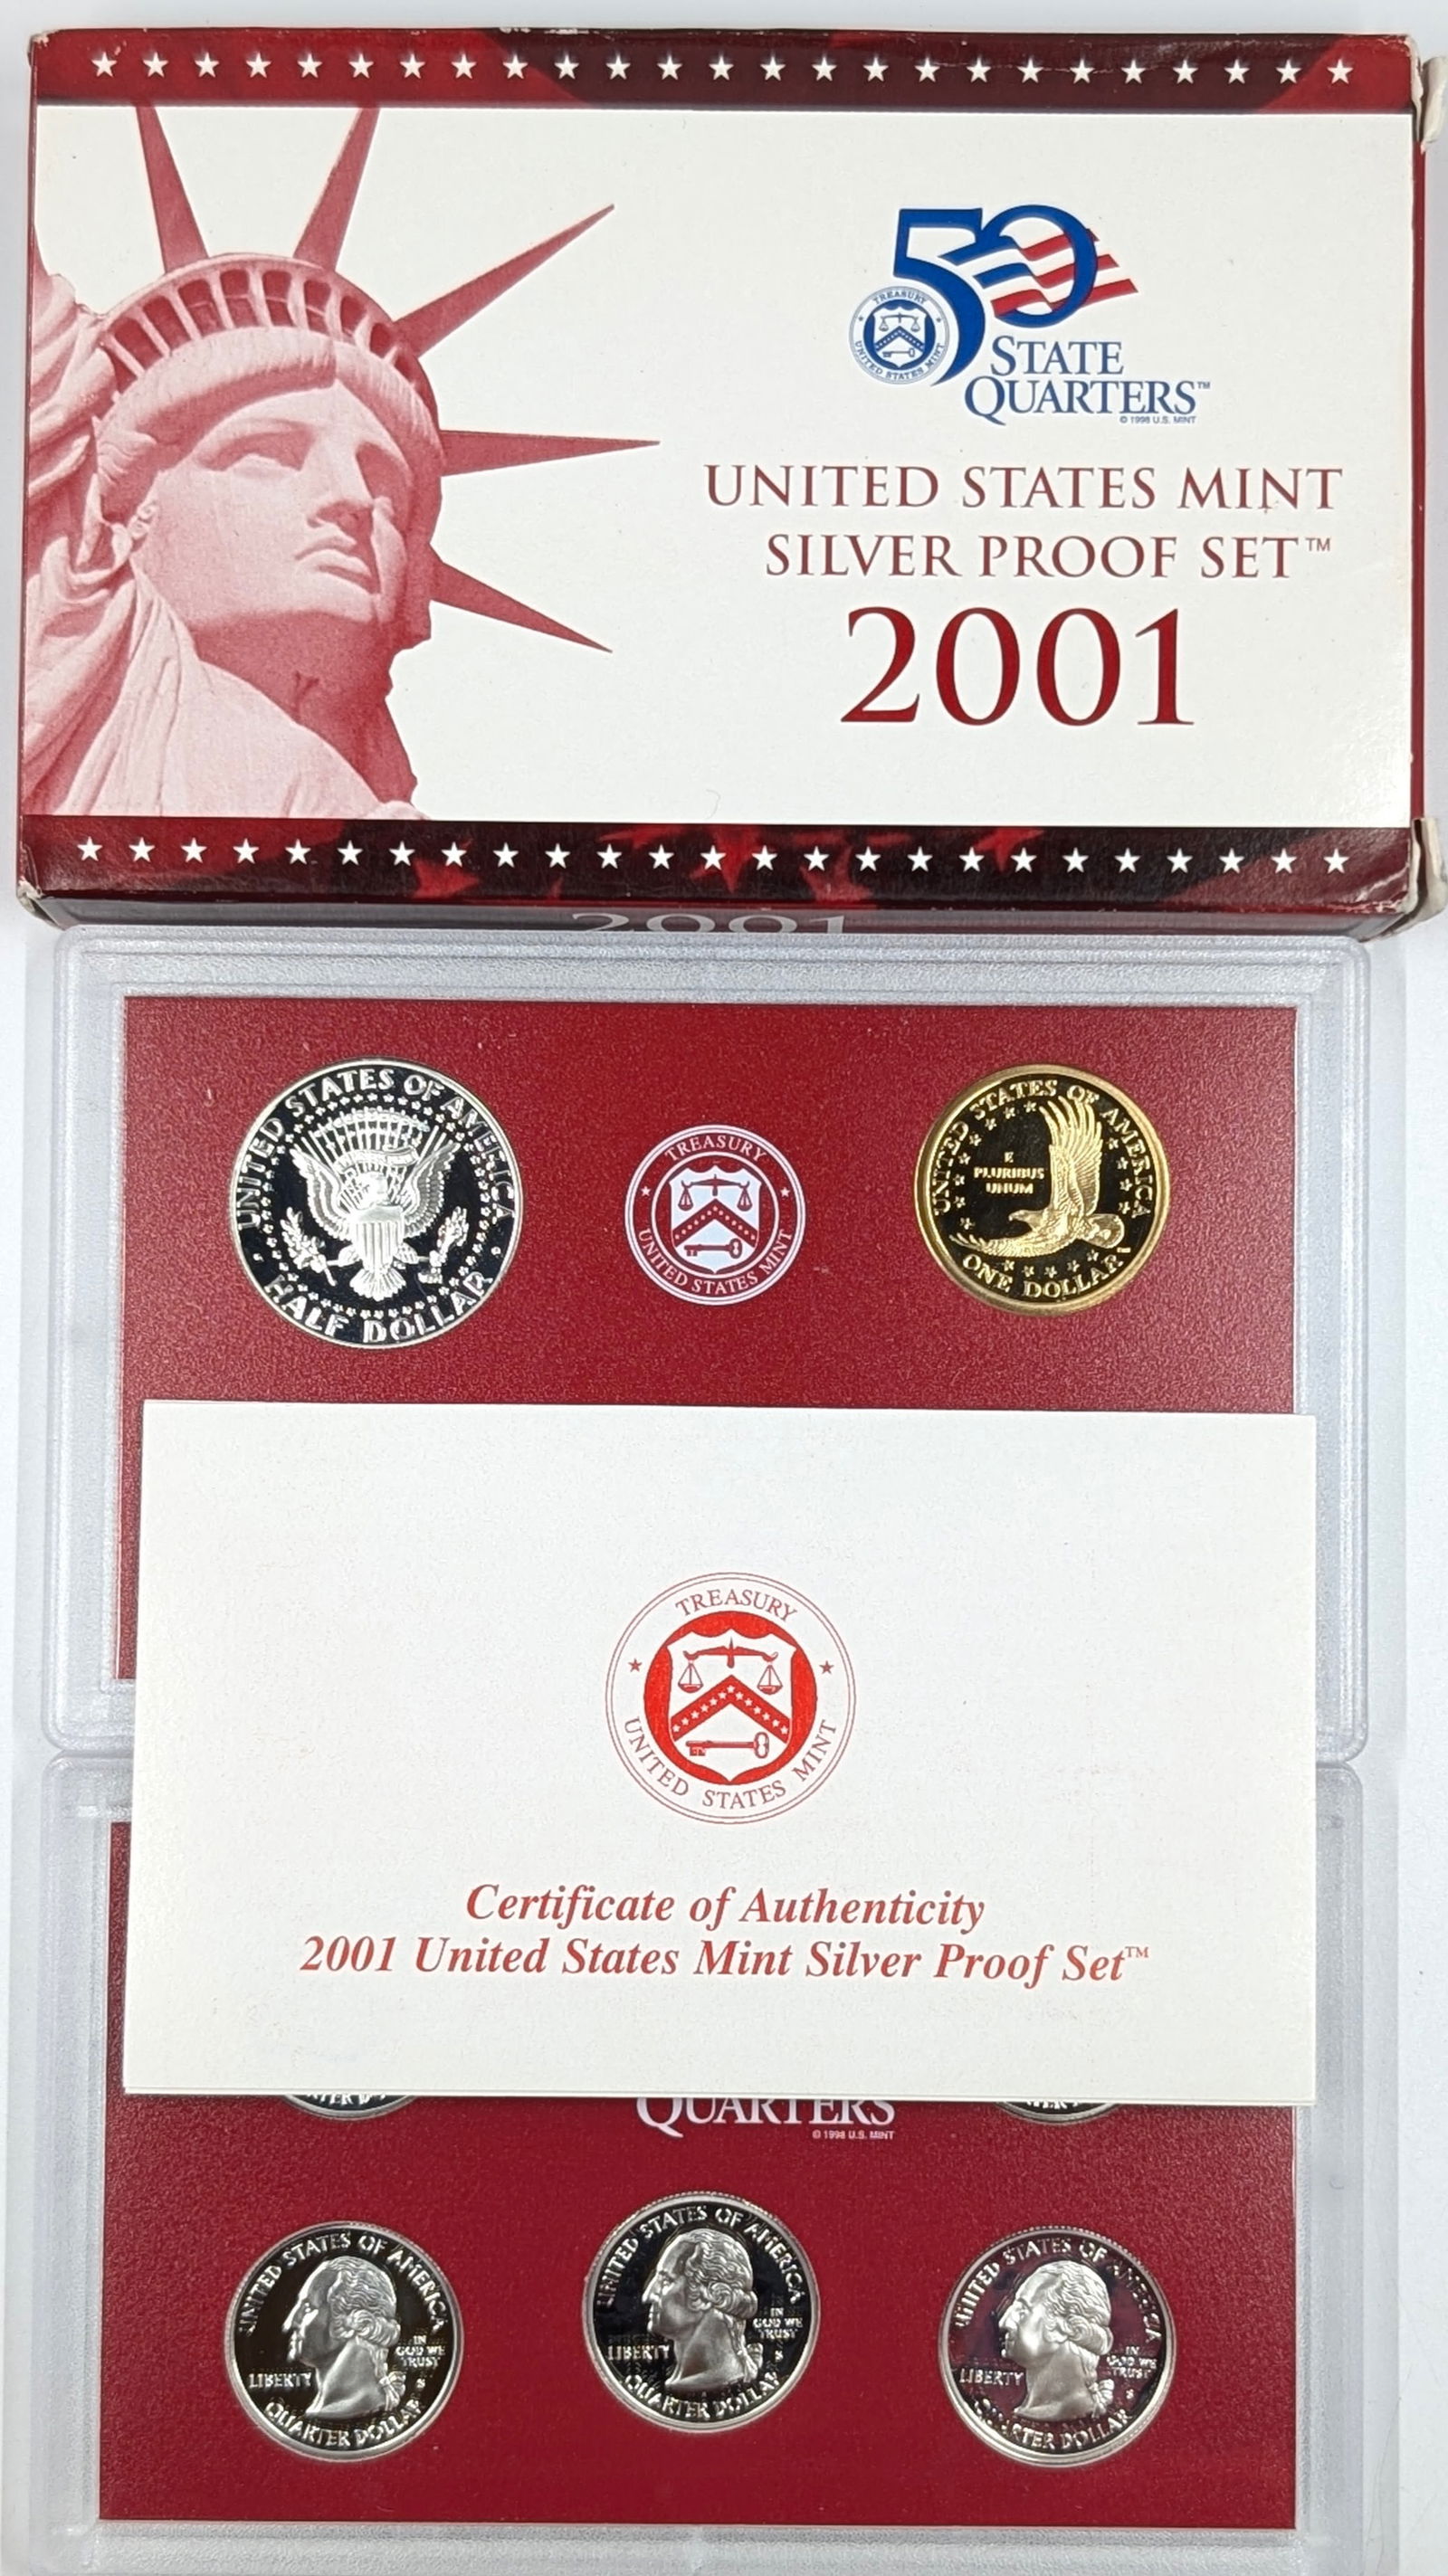 50
STATE
QUARTERS™
© 1998 U.S. MINT
TREASURY
UNITED STATES MINT
UNITED STATES MINT
SILVER PROOF SET™
2001
2001
UNITED STATES OF AMERICA
HALF DOLLAR
TREASURY
UNITED STATES MINT
UNITED STATES OF AMERICA
E
PLURIBUS
UNUM
ONE DOLLAR
TREASURY
UNITED STATES MINT
Certificate of Authenticity
2001 United States Mint Silver Proof Set™
QUARTERS
© 1998 U.S. MINT
UNITED STATES OF AMERICA
LIBERTY
IN
GOD WE
TRUST
S
QUARTER DOLLAR
UNITED STATES OF AMERICA
LIBERTY
IN
GOD WE
TRUST
S
QUARTER DOLLAR
UNITED STATES OF AMERICA
LIBERTY
IN
GOD WE
TRUST
S
QUARTER DOLLAR